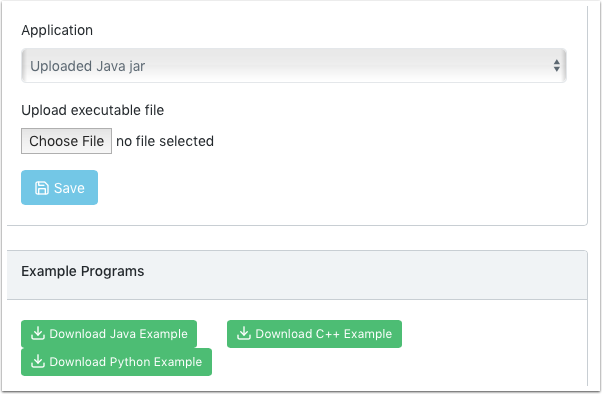 Application
Uploaded Java jar
Upload executable file
Choose File no file selected
Save
Example Programs
Download Java Example Download C++ Example
Download Python Example